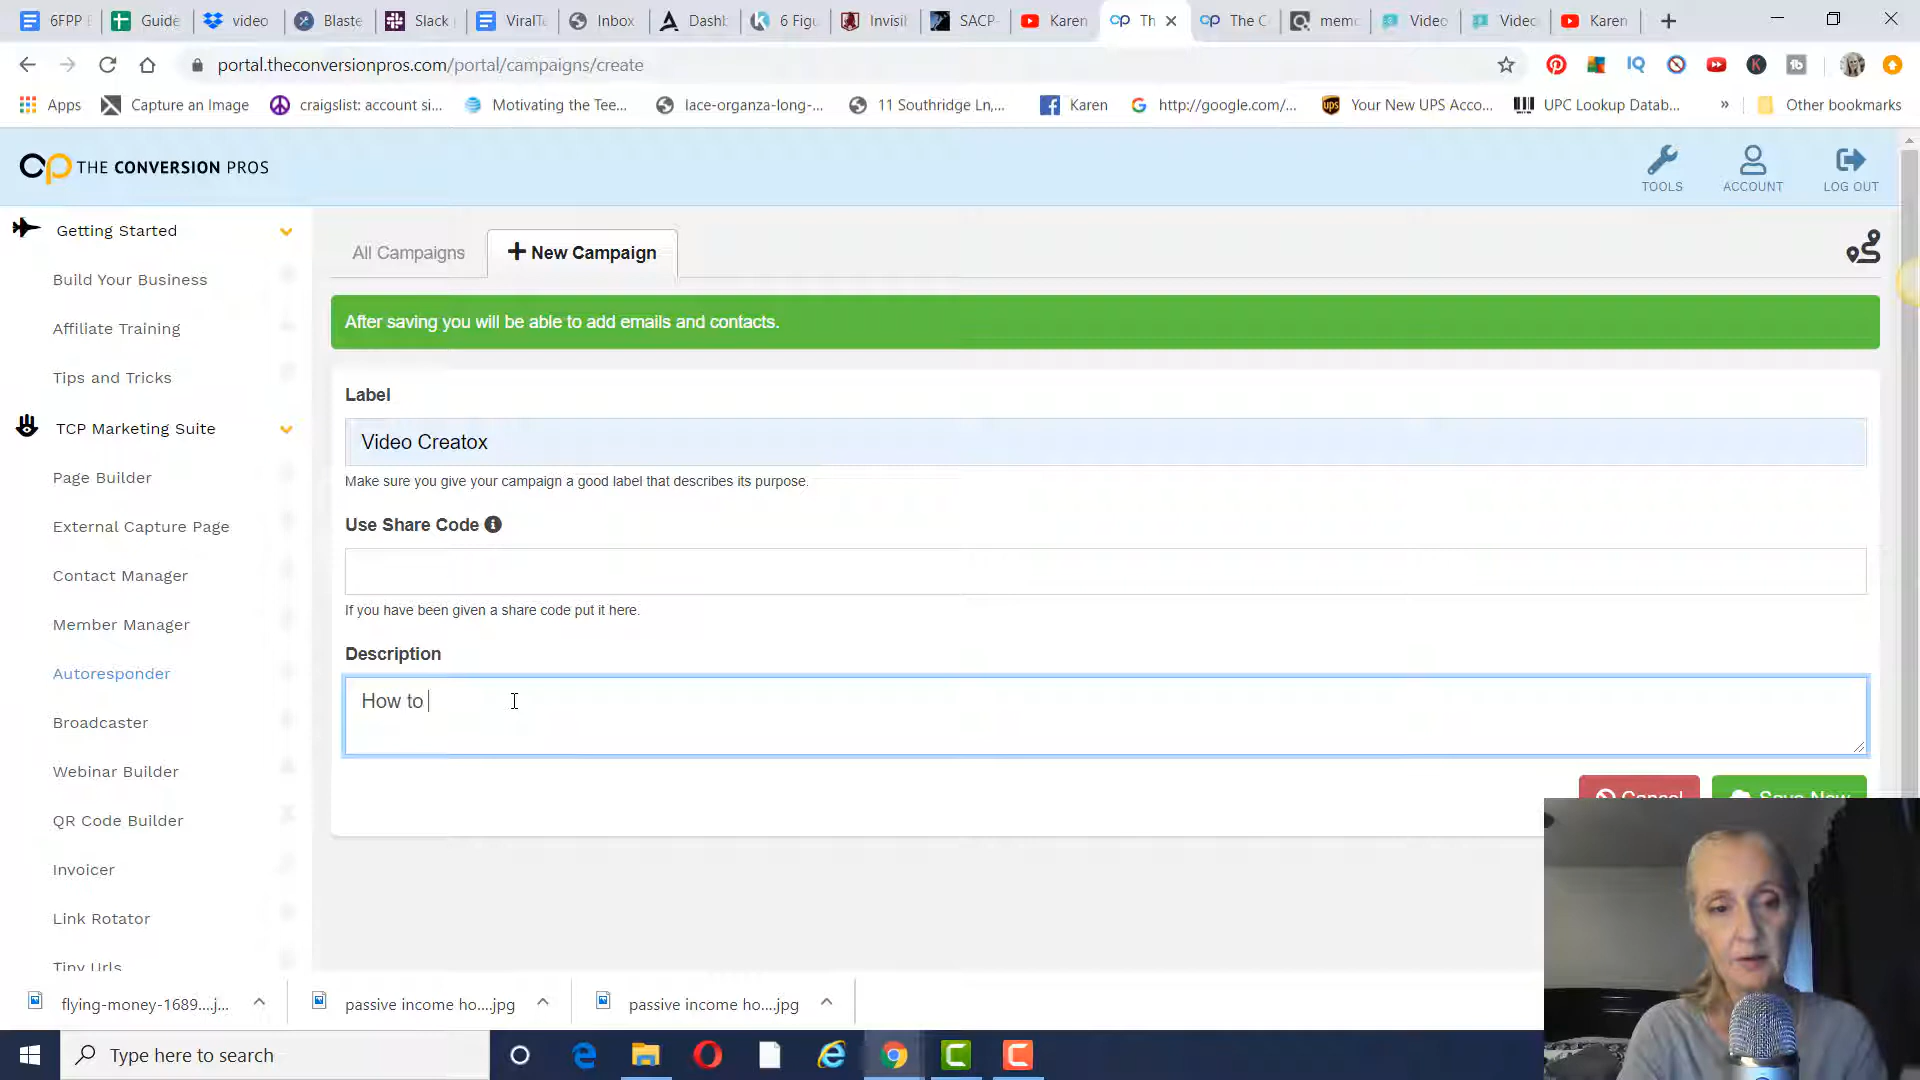 6FPP
Guide
video
Blaste
Slack
ViralTe
Inbox
Dashb
6 Figu
Invisil
SACP-
Karen
Th
The C
memo
Video
Video
Karen
portal.theconversionpros.com/portal/campaigns/create
Apps
Capture an Image
craigslist: account si...
Motivating the Tee...
lace-organza-long-...
11 Southridge Ln,...
Karen
http://google.com/...
Your New UPS Acco...
UPC Lookup Datab...
»
Other bookmarks
cp THE CONVERSION PROS
TOOLS
ACCOUNT
LOG OUT
Getting Started
Build Your Business
Affiliate Training
Tips and Tricks
TCP Marketing Suite
Page Builder
External Capture Page
Contact Manager
Member Manager
Autoresponder
Broadcaster
Webinar Builder
QR Code Builder
Invoicer
Link Rotator
Tiny Urls
All Campaigns
+ New Campaign
After saving you will be able to add emails and contacts.
Label
Video Creatox
Make sure you give your campaign a good label that describes its purpose.
Use Share Code
If you have been given a share code put it here.
Description
How to
Cancel
Save Now
flying-money-1689....j...
passive income ho....jpg
passive income ho....jpg
Type here to search